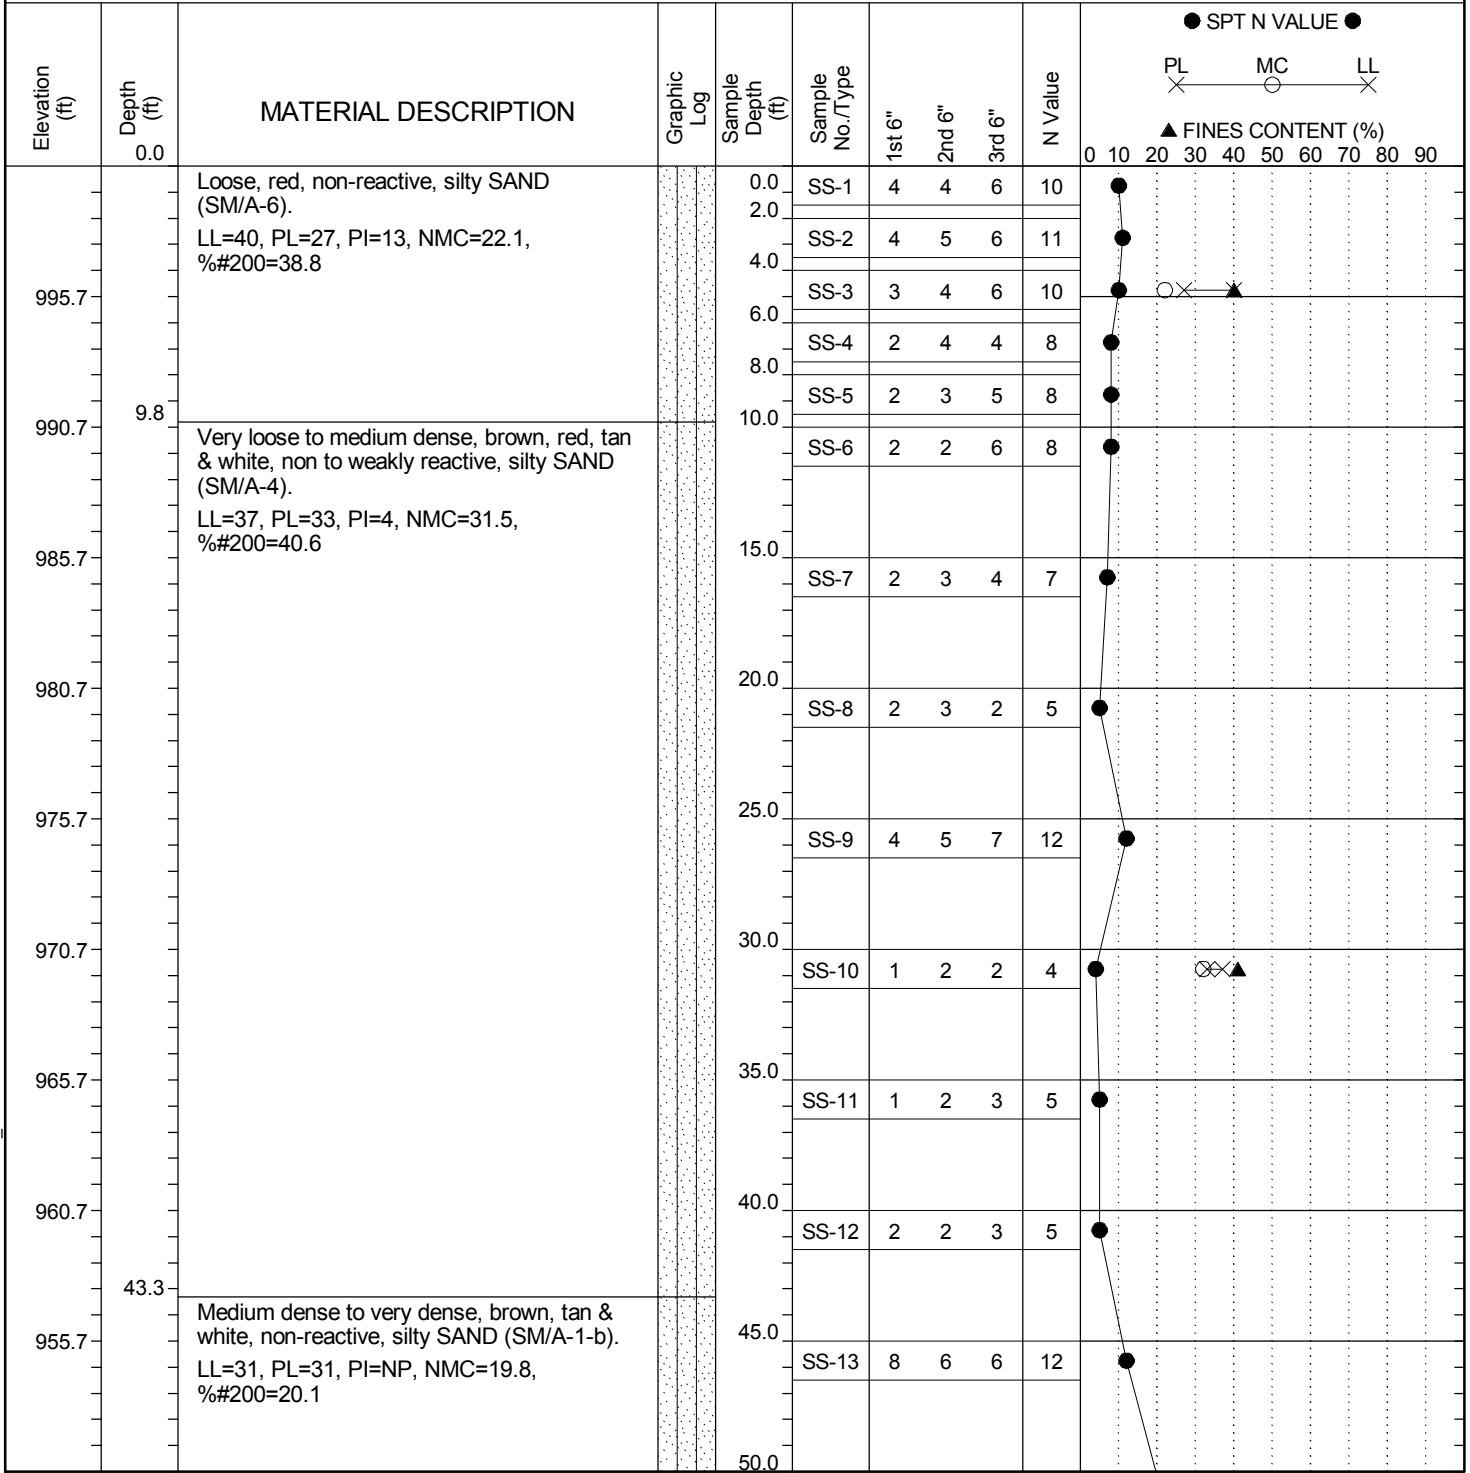 SPT N VALUE
PL MC LL
FINES CONTENT (%)
0 10 20 30 40 50 60 70 80 90
Elevation (ft)
Depth (ft)
0.0
MATERIAL DESCRIPTION
Graphic Log
Sample Depth (ft)
Sample No./Type
1st 6"
2nd 6"
3rd 6"
N Value
Loose, red, non-reactive, silty SAND
(SM/A-6).
LL=40, PL=27, PI=13, NMC=22.1,
%#200=38.8
0.0 SS-1 4 4 6 10
2.0
SS-2 4 5 6 11
4.0
995.7 SS-3 3 4 6 10
6.0
SS-4 2 4 4 8
8.0
SS-5 2 3 5 8
9.8
10.0
990.7
Very loose to medium dense, brown, red, tan
& white, non to weakly reactive, silty SAND
(SM/A-4).
LL=37, PL=33, PI=4, NMC=31.5,
%#200=40.6
SS-6 2 2 6 8
15.0
985.7
SS-7 2 3 4 7
20.0
980.7
SS-8 2 3 2 5
25.0
975.7
SS-9 4 5 7 12
30.0
970.7
SS-10 1 2 2 4
35.0
965.7
SS-11 1 2 3 5
40.0
960.7
SS-12 2 2 3 5
43.3
Medium dense to very dense, brown, tan &
white, non-reactive, silty SAND (SM/A-1-b).
LL=31, PL=31, PI=NP, NMC=19.8,
%#200=20.1
45.0
955.7
SS-13 8 6 6 12
50.0